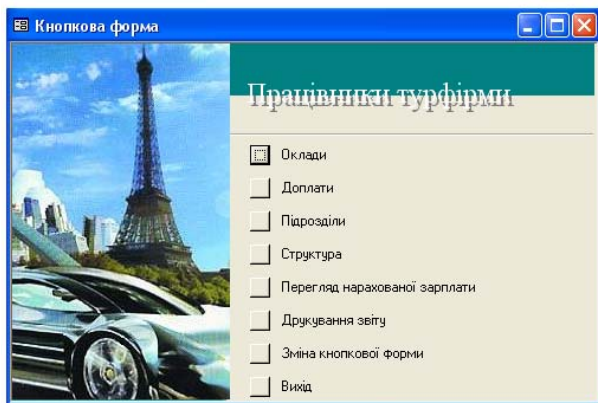 Кнопкова форма
Працівники турфірми
Оклади
Доплати
Підрозділи
Структура
Перегляд нарахованої зарплати
Друкування звіту
Зміна кнопкової форми
Вихід